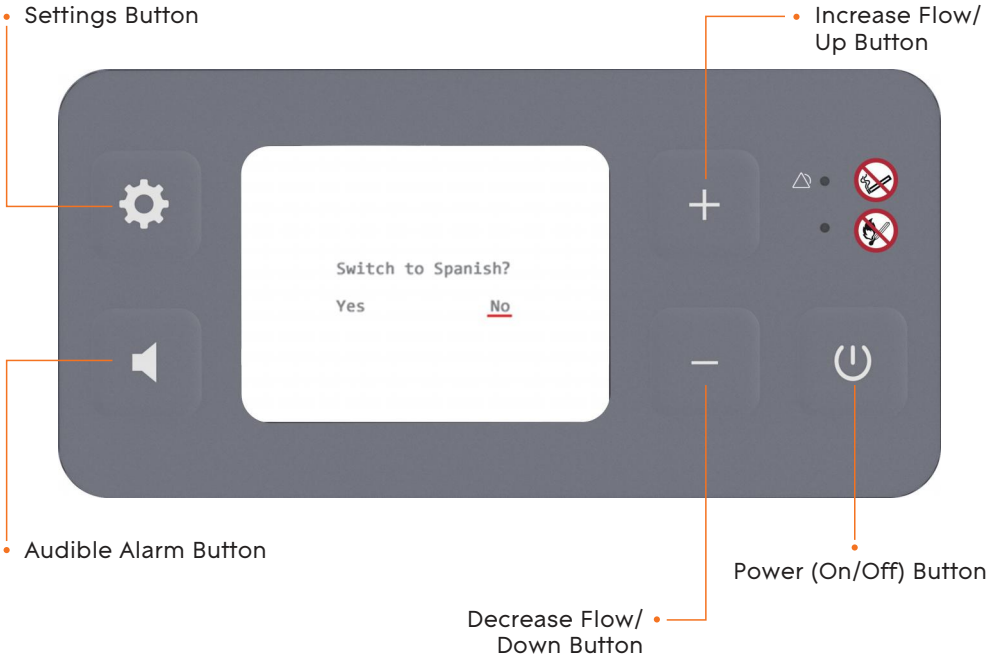 Settings Button
Increase Flow/
Up Button
Switch to Spanish?
Yes No
Audible Alarm Button
Power (On/Off) Button
Decrease Flow/
Down Button